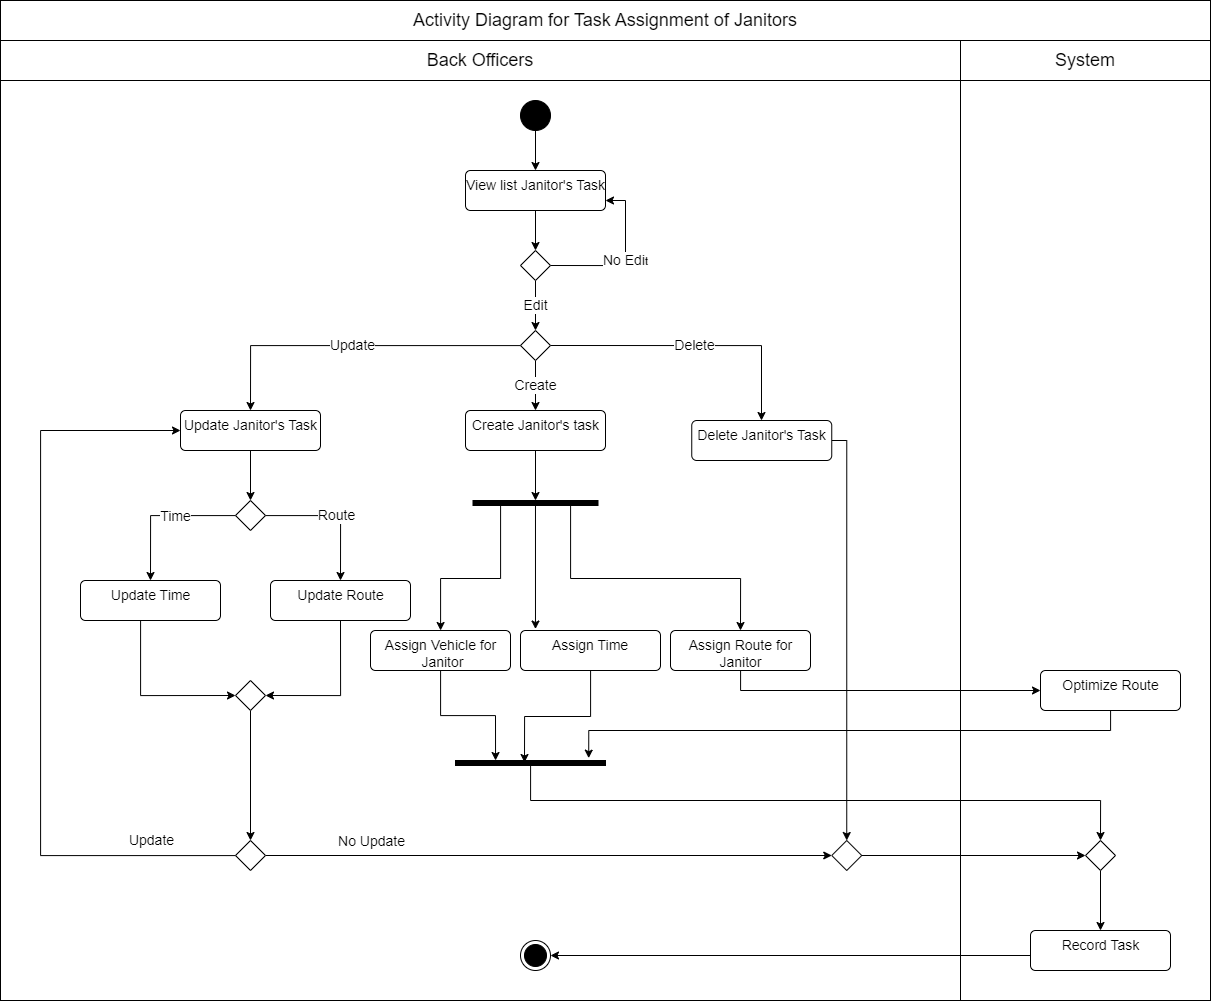 Activity Diagram for Task Assignment of Janitors
Back Officers
System
View list Janitor's Task
No Edit
Edit
Update
Delete
Create
Update Janitor's Task
Create Janitor's task
Delete Janitor's Task
Time
Route
Update Time
Update Route
Assign Vehicle for
Janitor
Assign Time
Assign Route for
Janitor
Optimize Route
Update
No Update
Record Task